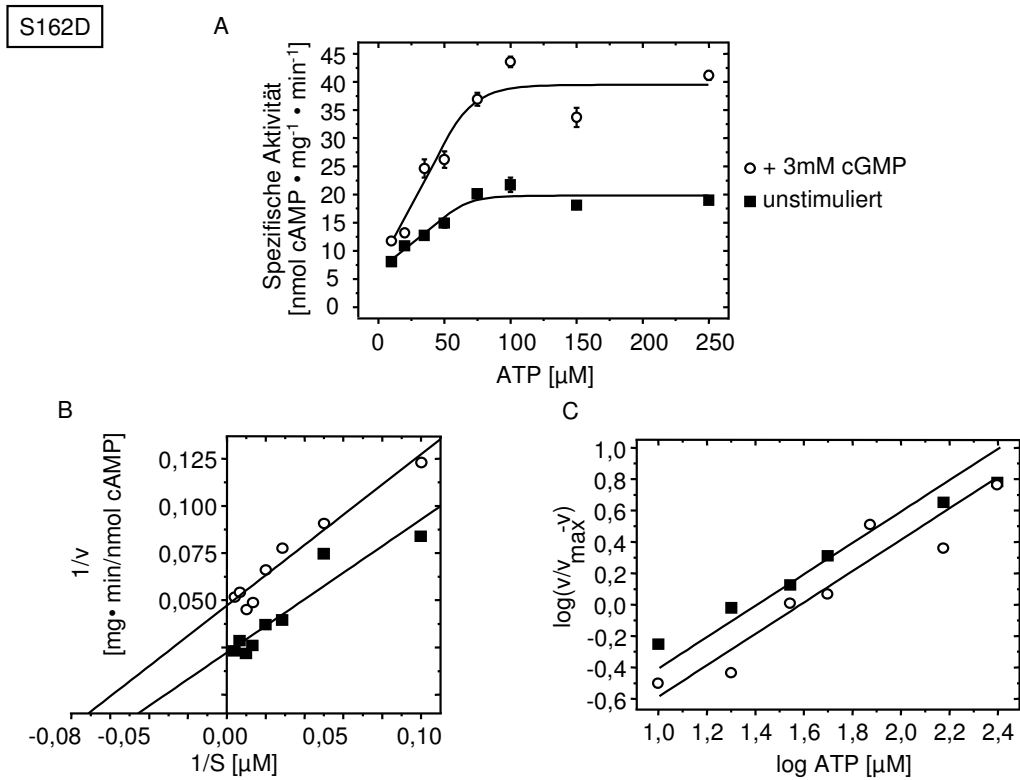 S162D
A
Spezifische Aktivität
[nmol cAMP • mg⁻¹ • min⁻¹]
45
40
35
30
25
20
15
10
5
0
0 50 100 150 200 250
ATP [µM]
+ 3mM cGMP
unstimuliert
B
1/v
[mg• min/nmol cAMP]
0,125
0,100
0,075
0,050
-0,08 -0,05 0,00 0,05 0,10
1/S [µM]
C
log(v/vmax-v)
1,0
0,8
0,6
0,4
0,2
0,0
-0,2
-0,4
-0,6
1,0 1,2 1,4 1,6 1,8 2,0 2,2 2,4
log ATP [µM]